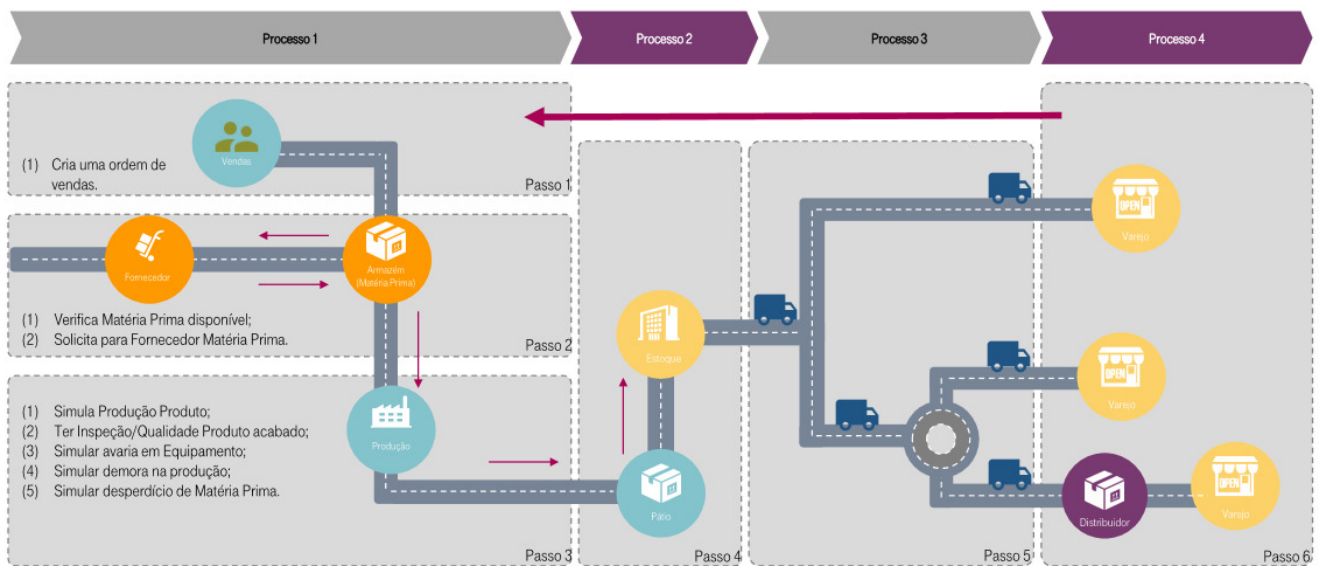 Processo 1
Processo 2
Processo 3
Processo 4
Vendas
(1) Cria uma ordem de
vendas.
Passo 1
Fornecedor
Armazém
(Matéria Prima)
(1) Verifica Matéria Prima disponível;
(2) Solicita para Fornecedor Matéria Prima.
Passo 2
(1) Simula Produção Produto;
(2) Ter Inspeção/Qualidade Produto acabado;
(3) Simular avaria em Equipamento;
(4) Simular demora na produção;
(5) Simular desperdício de Matéria Prima.
Produção
Passo 3
Estoque
Pátio
Passo 4
Passo 5
OPEN
Varejo
OPEN
Varejo
Distribuidor
OPEN
Varejo
Passo 6